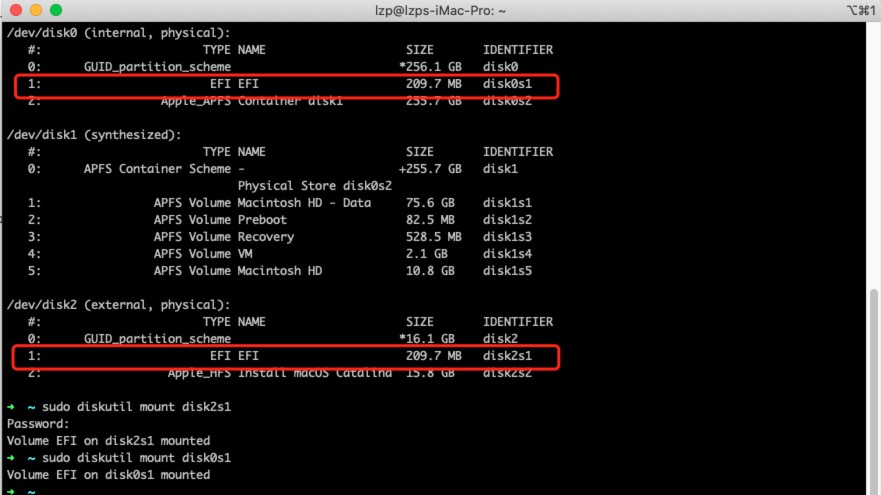 lzp@lzps-iMac-Pro: ~ ⌥⌘1
/dev/disk0 (internal, physical):
#: TYPE NAME SIZE IDENTIFIER
0: GUID_partition_scheme *256.1 GB disk0
1: EFI EFI 209.7 MB disk0s1
2: Apple_APFS Container disk1 255.7 GB disk0s2
/dev/disk1 (synthesized):
#: TYPE NAME SIZE IDENTIFIER
0: APFS Container Scheme - +255.7 GB disk1
Physical Store disk0s2
1: APFS Volume Macintosh HD - Data 75.6 GB disk1s1
2: APFS Volume Preboot 82.5 MB disk1s2
3: APFS Volume Recovery 528.5 MB disk1s3
4: APFS Volume VM 2.1 GB disk1s4
5: APFS Volume Macintosh HD 10.8 GB disk1s5
/dev/disk2 (external, physical):
#: TYPE NAME SIZE IDENTIFIER
0: GUID_partition_scheme *16.1 GB disk2
1: EFI EFI 209.7 MB disk2s1
2: Apple_HFS Install macOS Catalina 15.8 GB disk2s2
➜ ~ sudo diskutil mount disk2s1
Password:
Volume EFI on disk2s1 mounted
➜ ~ sudo diskutil mount disk0s1
Volume EFI on disk0s1 mounted
➜ ~